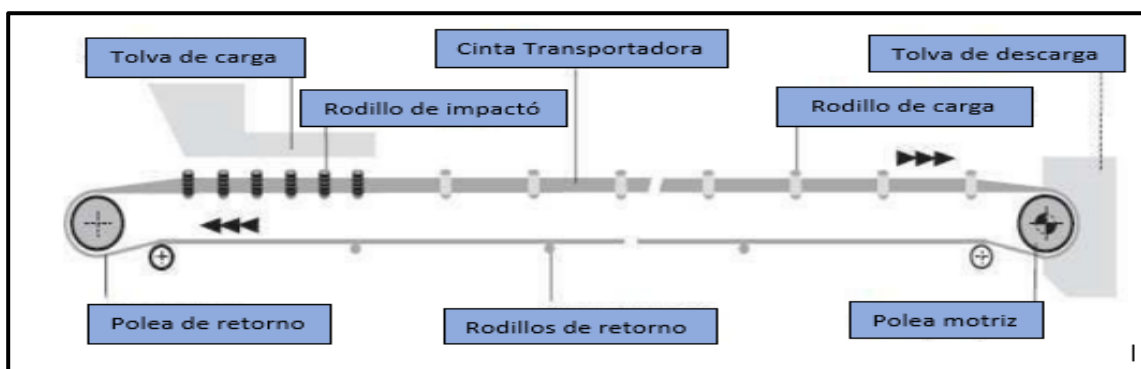 Cinta Transportadora
Tolva de descarga
Tolva de carga
Rodillo de impactó
Rodillo de carga
Polea de retorno
Rodillos de retorno
Polea motriz